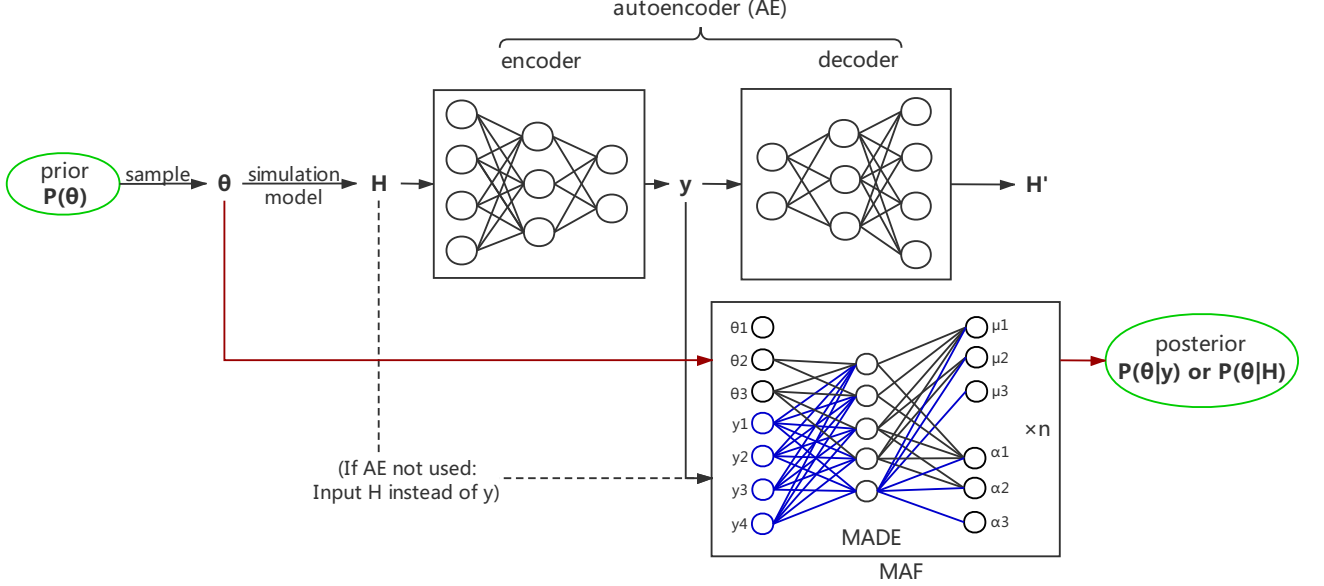 autoencoder (AE)
encoder
decoder
prior
P(θ)
sample
θ
simulation
model
H
y
H'
θ1
θ2
θ3
y1
y2
y3
y4
μ1
μ2
μ3
α1
α2
α3
×n
MADE
MAF
posterior
P(θ|y) or P(θ|H)
(If AE not used:
Input H instead of y)